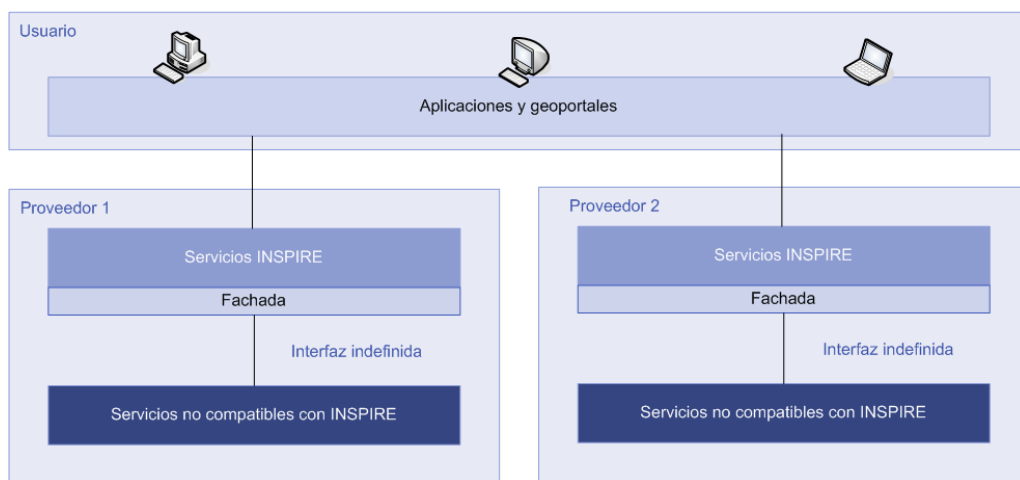 Usuario
Aplicaciones y geoportales
Proveedor 1
Servicios INSPIRE
Fachada
Interfaz indefinida
Servicios no compatibles con INSPIRE
Proveedor 2
Servicios INSPIRE
Fachada
Interfaz indefinida
Servicios no compatibles con INSPIRE